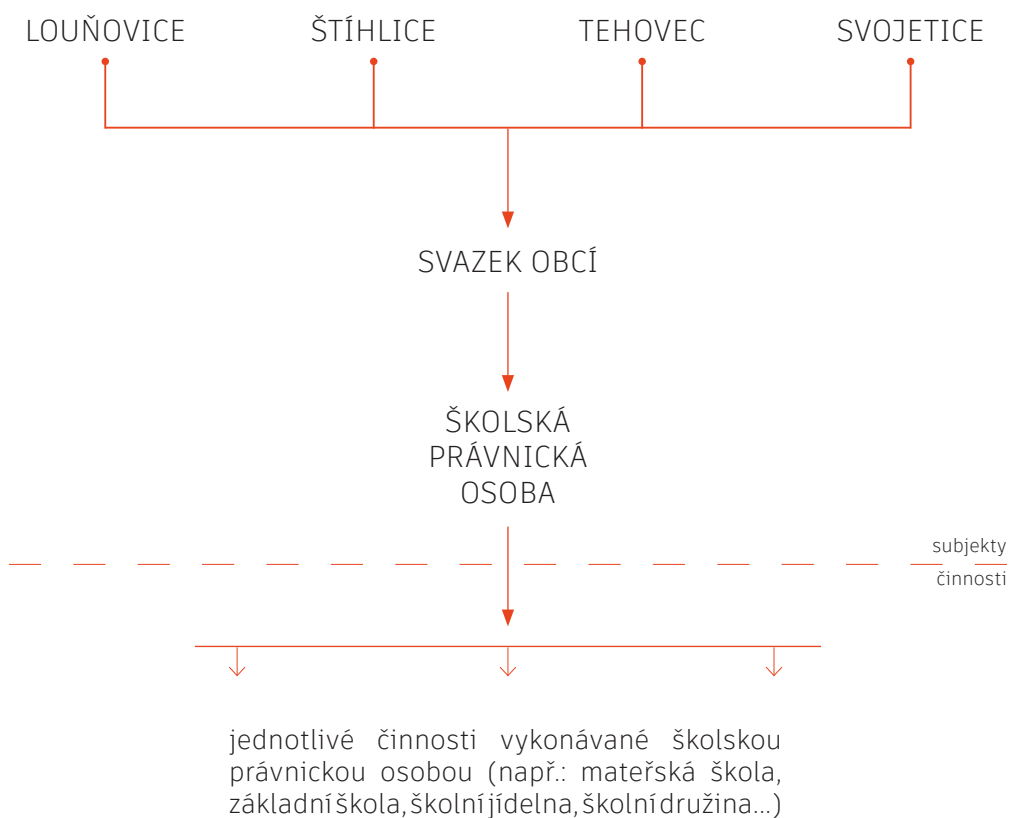 LOUŇOVICE ŠTÍHLICE TEHOVEC SVOJETICE
SVAZEK OBCÍ
ŠKOLSKÁ
PRÁVNICKÁ
OSOBA
subjekty
činnosti
jednotlivé činnosti vykonávané školskou
právnickou osobou (např.: mateřská škola,
základní škola, školní jídelna, školní družina...)